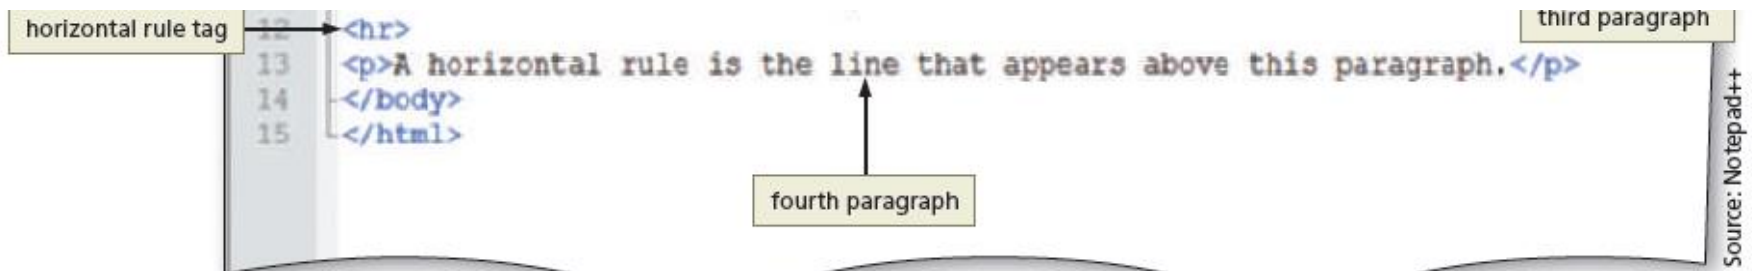 third paragraph
horizontal rule tag
12 <hr>
13 <p>A horizontal rule is the line that appears above this paragraph.</p>
14 </body>
15 </html>
fourth paragraph
Source: Notepad++